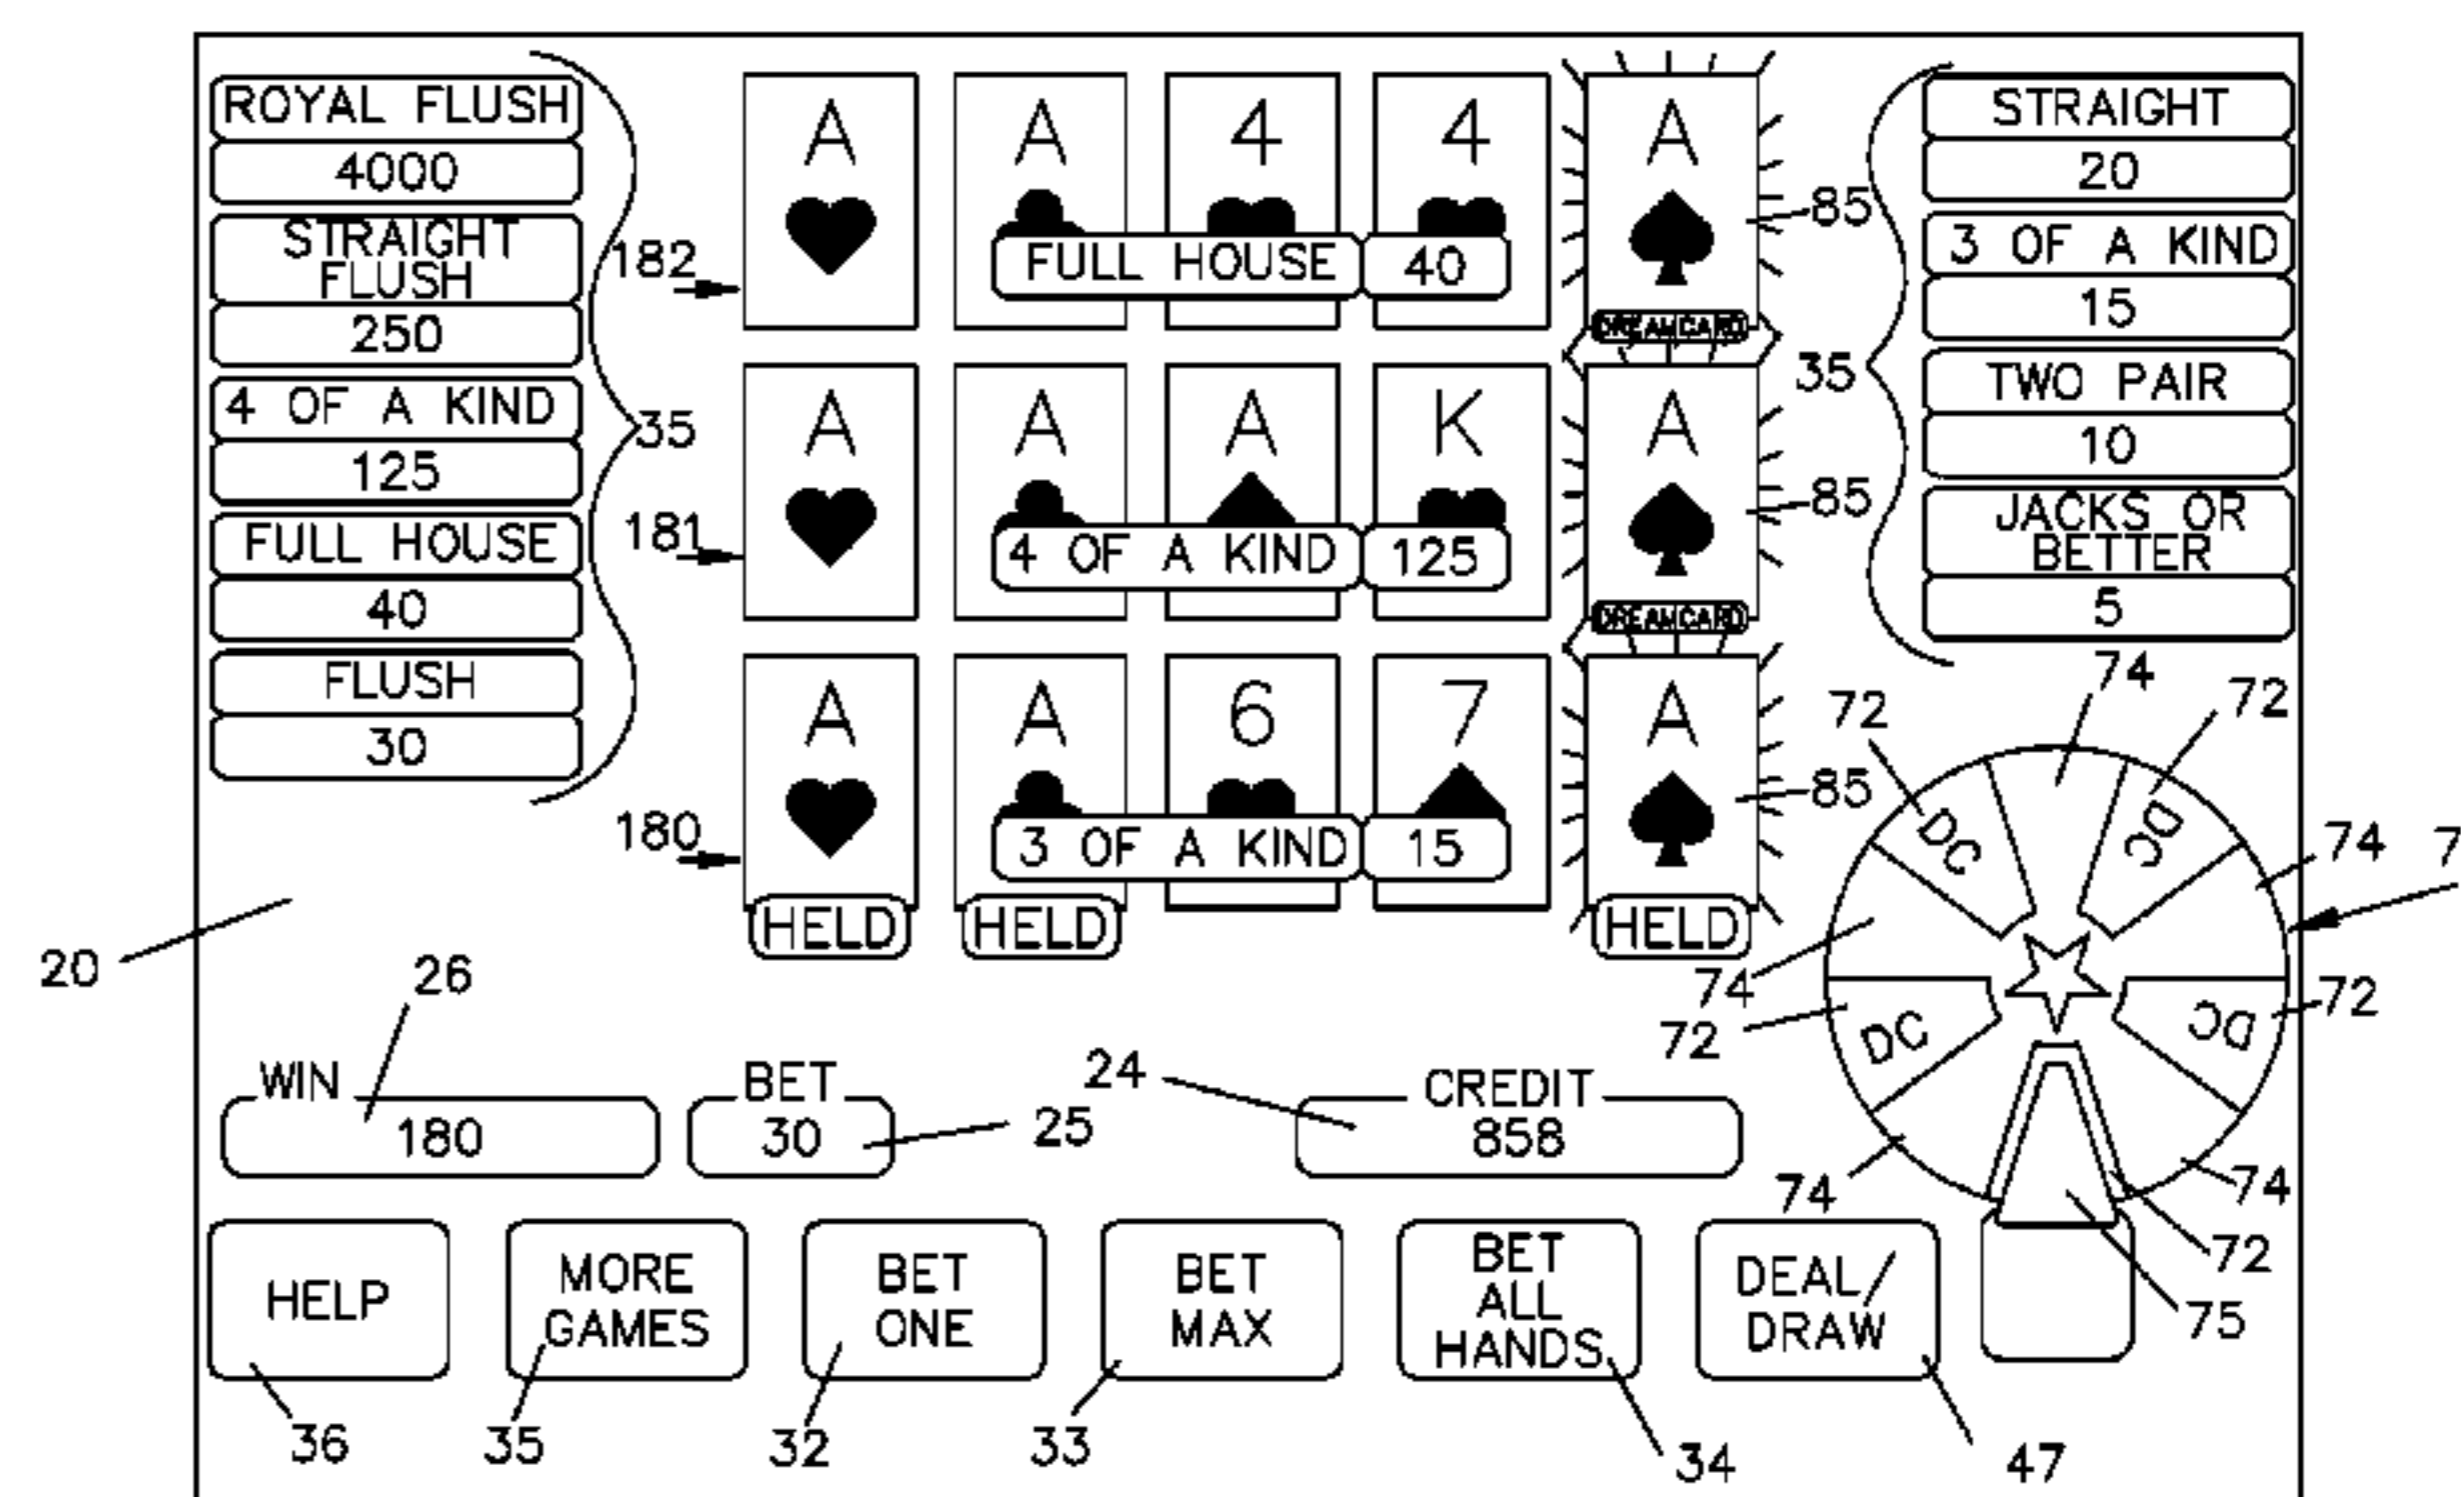 ROYAL FLUSH
4000
STRAIGHT
FLUSH
250
4 OF A KIND
125
FULL HOUSE
40
FLUSH
30
35
182
A A 4 4 A
FULL HOUSE 40
DREAMCARD
85
181
A A A K A
4 OF A KIND 125
DREAMCARD
85
180
A A 6 7 A
3 OF A KIND 15
85
HELD HELD HELD
35
STRAIGHT
20
3 OF A KIND
15
TWO PAIR
10
JACKS OR
BETTER
5
74
72 72
DC DC
74 7
74
72 72
DC DC
74 74
72
75
20
26
WIN
180
BET
30
25
24
CREDIT
858
HELP
MORE
GAMES
BET
ONE
BET
MAX
BET
ALL
HANDS
DEAL/
DRAW
36 35 32 33 34 47